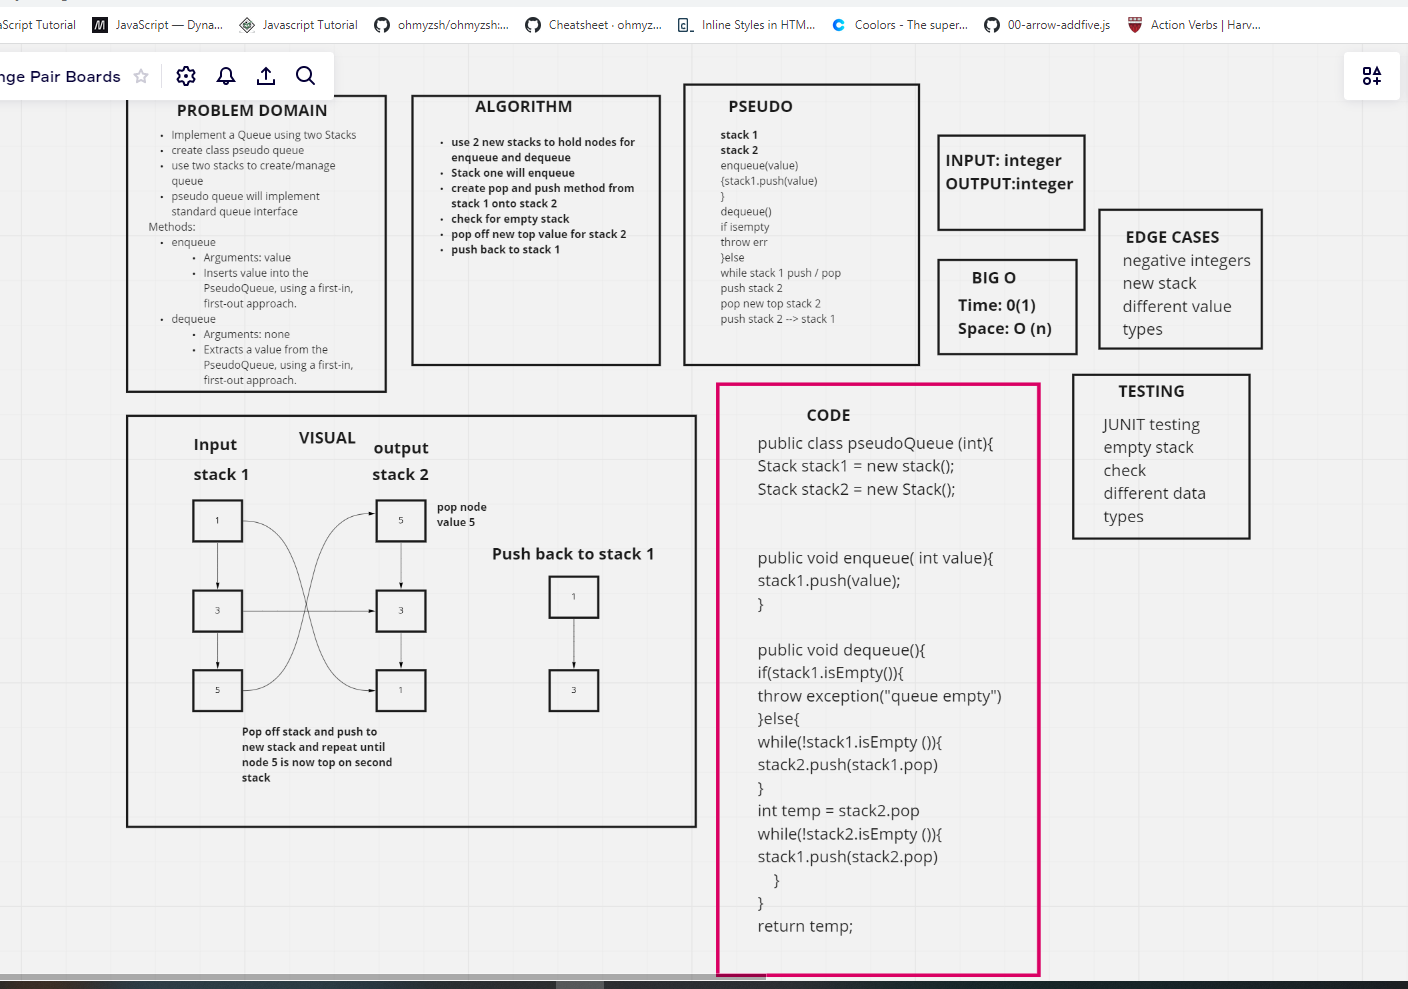 aScript Tutorial
JavaScript — Dyna...
Javascript Tutorial
ohmyzsh/ohmyzsh:...
Cheatsheet · ohmyz...
Inline Styles in HTM...
Coolors - The super...
00-arrow-addfive.js
Action Verbs | Harv...
nge Pair Boards
PROBLEM DOMAIN
• Implement a Queue using two Stacks
• create class pseudo queue
• use two stacks to create/manage
queue
• pseudo queue will implement
standard queue interface
Methods:
• enqueue
• Arguments: value
• Inserts value into the
PseudoQueue, using a first-in,
first-out approach.
• dequeue
• Arguments: none
• Extracts a value from the
PseudoQueue, using a first-in,
first-out approach.
ALGORITHM
• use 2 new stacks to hold nodes for
enqueue and dequeue
• Stack one will enqueue
• create pop and push method from
stack 1 onto stack 2
• check for empty stack
• pop off new top value for stack 2
• push back to stack 1
PSEUDO
stack 1
stack 2
enqueue(value)
{stack1.push(value)
}
dequeue()
if isempty
throw err
}else
while stack 1 push / pop
push stack 2
pop new top stack 2
push stack 2 --> stack 1
INPUT: integer
OUTPUT:integer
BIG O
Time: 0(1)
Space: O (n)
EDGE CASES
negative integers
new stack
different value
types
TESTING
JUNIT testing
empty stack
check
different data
types
VISUAL
Input
stack 1
output
stack 2
1
3
5
5
3
1
pop node
value 5
Push back to stack 1
1
3
Pop off stack and push to
new stack and repeat until
node 5 is now top on second
stack
CODE
public class pseudoQueue (int){
Stack stack1 = new stack();
Stack stack2 = new Stack();
public void enqueue( int value){
stack1.push(value);
}
public void dequeue(){
if(stack1.isEmpty()){
throw exception("queue empty")
}else{
while(!stack1.isEmpty ()){
stack2.push(stack1.pop)
}
int temp = stack2.pop
while(!stack2.isEmpty ()){
stack1.push(stack2.pop)
}
}
return temp;